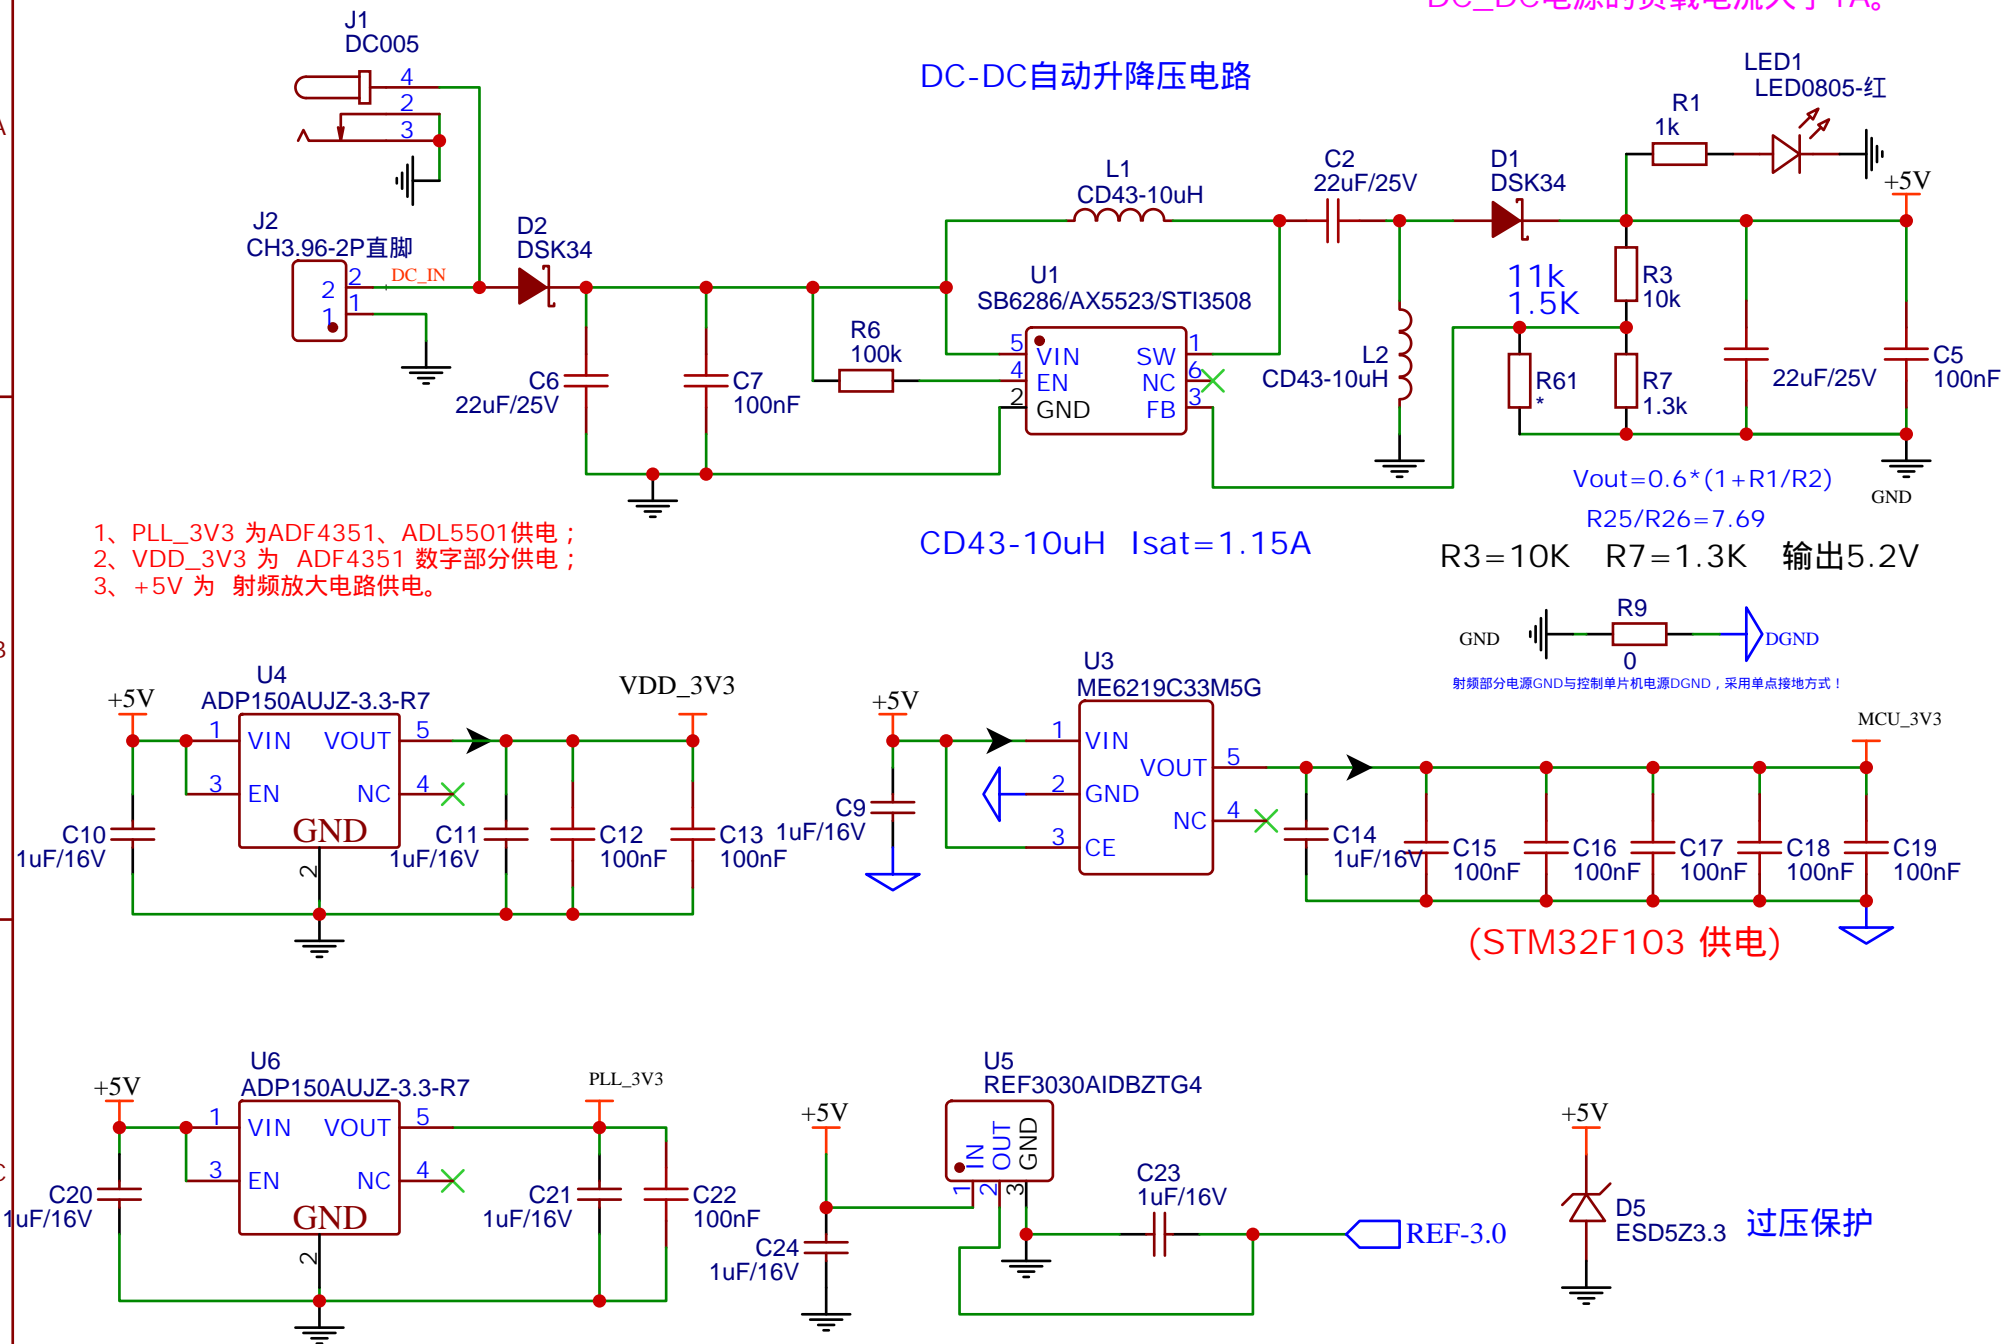 DC_DC电源的负载电流大于1A。
J1
DC005
4
2
3
DC-DC自动升降压电路
LED1
LED0805-红
R1
1k
A
J2
CH3.96-2P直脚
2
1
2
1
DC_IN
D2
DSK34
L1
CD43-10uH
C2
22uF/25V
D1
DSK34
+5V
U1
SB6286/AX5523/STI3508
5
VIN
SW
1
4
EN
NC
6
2
GND
FB
3
R6
100k
C6
22uF/25V
C7
100nF
L2
CD43-10uH
11k
1.5K
R3
10k
R61
*
R7
1.3k
22uF/25V
C5
100nF
Vout=0.6*(1+R1/R2)
GND
R25/R26=7.69
1、PLL_3V3 为ADF4351、ADL5501供电；
2、VDD_3V3 为 ADF4351 数字部分供电；
3、+5V 为 射频放大电路供电。
CD43-10uH Isat=1.15A
R3=10K R7=1.3K 输出5.2V
GND
R9
0
DGND
射频部分电源GND与控制单片机电源DGND，采用单点接地方式！
B
+5V
U4
ADP150AUJZ-3.3-R7
1
VIN
VOUT
5
3
EN
NC
4
GND
2
VDD_3V3
C10
1uF/16V
C11
1uF/16V
C12
100nF
C13
100nF
+5V
U3
ME6219C33M5G
1
VIN
VOUT
5
2
GND
NC
4
3
CE
C9
1uF/16V
MCU_3V3
C14
1uF/16V
C15
100nF
C16
100nF
C17
100nF
C18
100nF
C19
100nF
(STM32F103 供电)
C
+5V
U6
ADP150AUJZ-3.3-R7
1
VIN
VOUT
5
3
EN
NC
4
GND
2
PLL_3V3
C20
1uF/16V
C21
1uF/16V
C22
100nF
+5V
U5
REF3030AIDBZTG4
IN
OUT
GND
1
2
3
C24
1uF/16V
C23
1uF/16V
REF-3.0
+5V
D5
ESD5Z3.3
过压保护